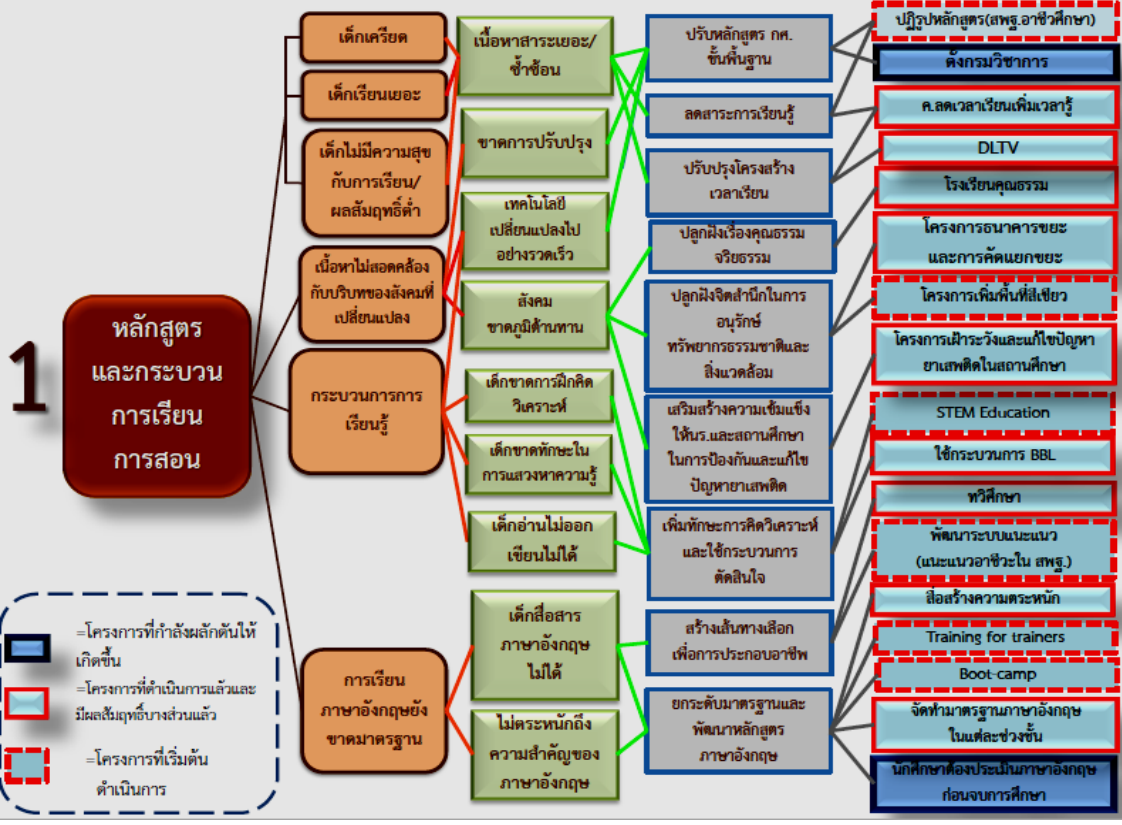 1
หลักสูตร
และกระบวน
การเรียน
การสอน
เด็กเครียด
เด็กเรียนเยอะ
เด็กไม่มีความสุข
กับการเรียน/
ผลสัมฤทธิ์ต่ำ
เนื้อหาไม่สอดคล้อง
กับบริบทของสังคมที่
เปลี่ยนแปลง
กระบวนการการ
เรียนรู้
การเรียน
ภาษาอังกฤษยัง
ขาดมาตรฐาน
เนื้อหาสาระเยอะ/
ซ้ำซ้อน
ขาดการปรับปรุง
เทคโนโลยี
เปลี่ยนแปลงไป
อย่างรวดเร็ว
สังคม
ขาดภูมิต้านทาน
เด็กขาดการฝึกคิด
วิเคราะห์
เด็กขาดทักษะใน
การแสวงหาความรู้
เด็กอ่านไม่ออก
เขียนไม่ได้
เด็กสื่อสาร
ภาษาอังกฤษ
ไม่ได้
ไม่ตระหนักถึง
ความสำคัญของ
ภาษาอังกฤษ
ปรับหลักสูตร กศ.
ขั้นพื้นฐาน
ลดสาระการเรียนรู้
ปรับปรุงโครงสร้าง
เวลาเรียน
ปลูกฝังเรื่องคุณธรรม
จริยธรรม
ปลูกฝังจิตสำนึกในการ
อนุรักษ์
ทรัพยากรธรรมชาติและ
สิ่งแวดล้อม
เสริมสร้างความเข้มแข็ง
ให้นร.และสถานศึกษา
ในการป้องกันและแก้ไข
ปัญหายาเสพติด
เพิ่มทักษะการคิดวิเคราะห์
และใช้กระบวนการ
ตัดสินใจ
สร้างเส้นทางเลือก
เพื่อการประกอบอาชีพ
ยกระดับมาตรฐานและ
พัฒนาหลักสูตร
ภาษาอังกฤษ
ปฏิรูปหลักสูตร(สพฐ.อาชีวศึกษา)
ตั้งกรมวิชาการ
ค.ลดเวลาเรียนเพิ่มเวลารู้
DLTV
โรงเรียนคุณธรรม
โครงการธนาคารขยะ
และการคัดแยกขยะ
โครงการเพิ่มพื้นที่สีเขียว
โครงการเฝ้าระวังและแก้ไขปัญหา
ยาเสพติดในสถานศึกษา
STEM Education
ใช้กระบวนการ BBL
ทวิศึกษา
พัฒนาระบบแนะแนว
(แนะแนวอาชีวะใน สพฐ.)
สื่อสร้างความตระหนัก
Training for trainers
Boot-camp
จัดทำมาตรฐานภาษาอังกฤษ
ในแต่ละช่วงชั้น
นักศึกษาต้องประเมินภาษาอังกฤษ
ก่อนจบการศึกษา
=โครงการที่กำลังผลักดันให้
เกิดขึ้น
=โครงการที่ดำเนินการแล้วและ
มีผลสัมฤทธิ์บางส่วนแล้ว
=โครงการที่เริ่มต้น
ดำเนินการ